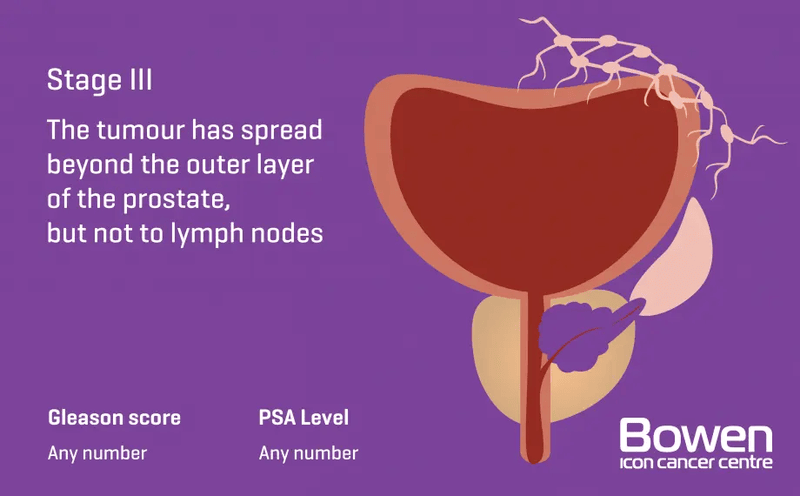 Stage III
The tumour has spread
beyond the outer layer
of the prostate,
but not to lymph nodes
Gleason score
Any number
PSA Level
Any number
Bowen
icon cancer centre